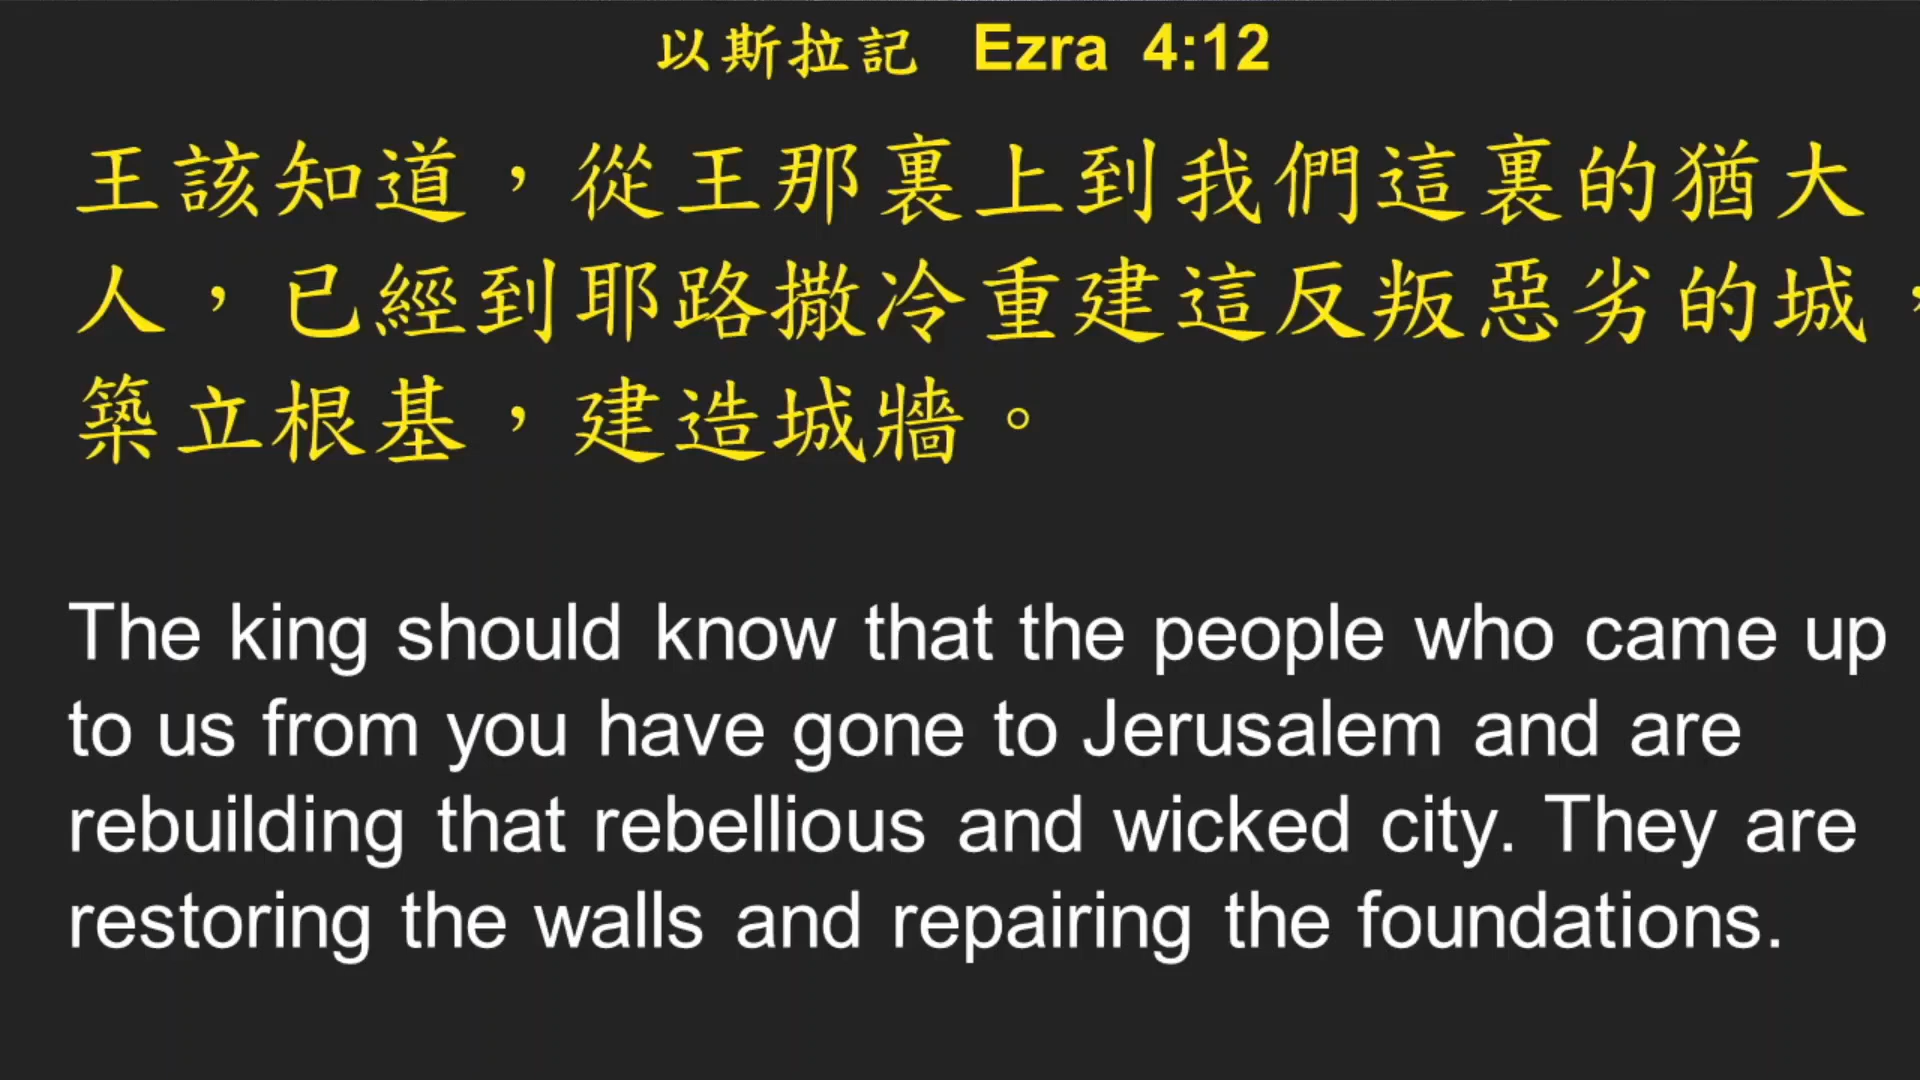 以斯拉記 Ezra 4:12
王該知道，從王那裏上到我們這裏的猶大
人，已經到耶路撒冷重建這反叛惡劣的城，
築立根基，建造城牆。
The king should know that the people who came up
to us from you have gone to Jerusalem and are
rebuilding that rebellious and wicked city. They are
restoring the walls and repairing the foundations.